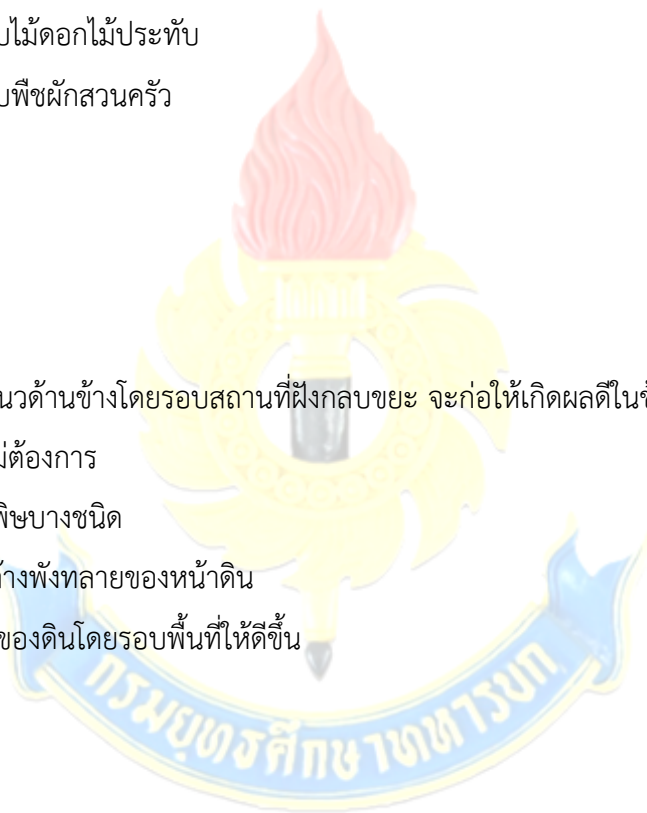 บไม้ดอกไม้ประทับ
บพืชผักสวนครัว
นวด้านข้างโดยรอบสถานที่ฝังกลบขยะ จะก่อให้เกิดผลดีในข้
ม่ต้องการ
พิษบางชนิด
ล้างพังทลายของหน้าดิน
ของดินโดยรอบพื้นที่ให้ดีขึ้น
กรมยุทธศึกษาทหารบก